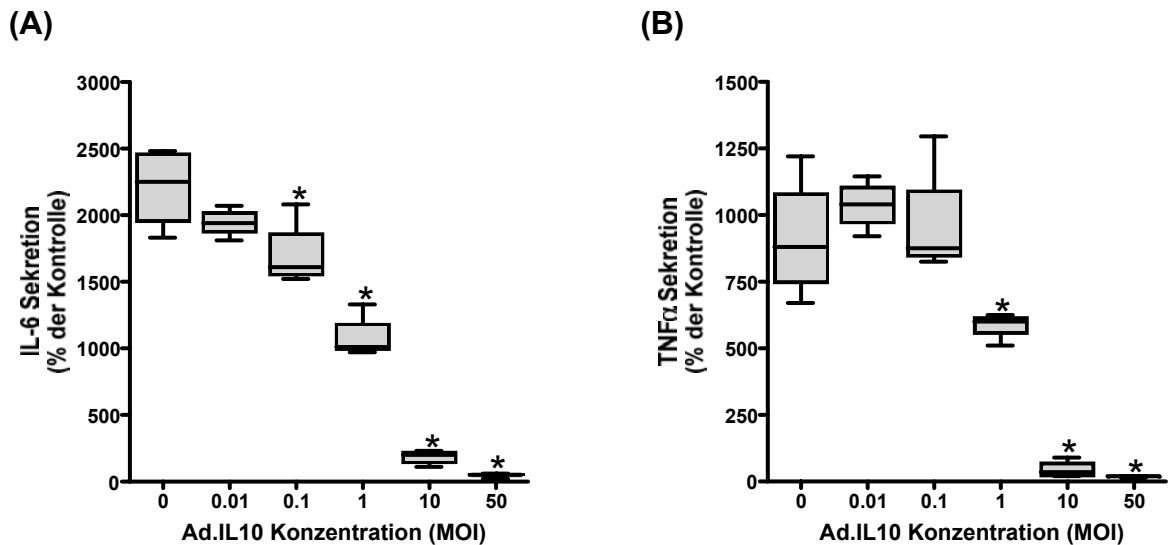 (A)
IL-6 Sekretion
(% der Kontrolle)
3000
2500
2000
1500
1000
500
0
*
*
*
*
0 0.01 0.1 1 10 50
Ad.IL10 Konzentration (MOI)
(B)
TNFα Sekretion
(% der Kontrolle)
1500
1250
1000
750
500
250
0
*
*
*
0 0.01 0.1 1 10 50
Ad.IL10 Konzentration (MOI)